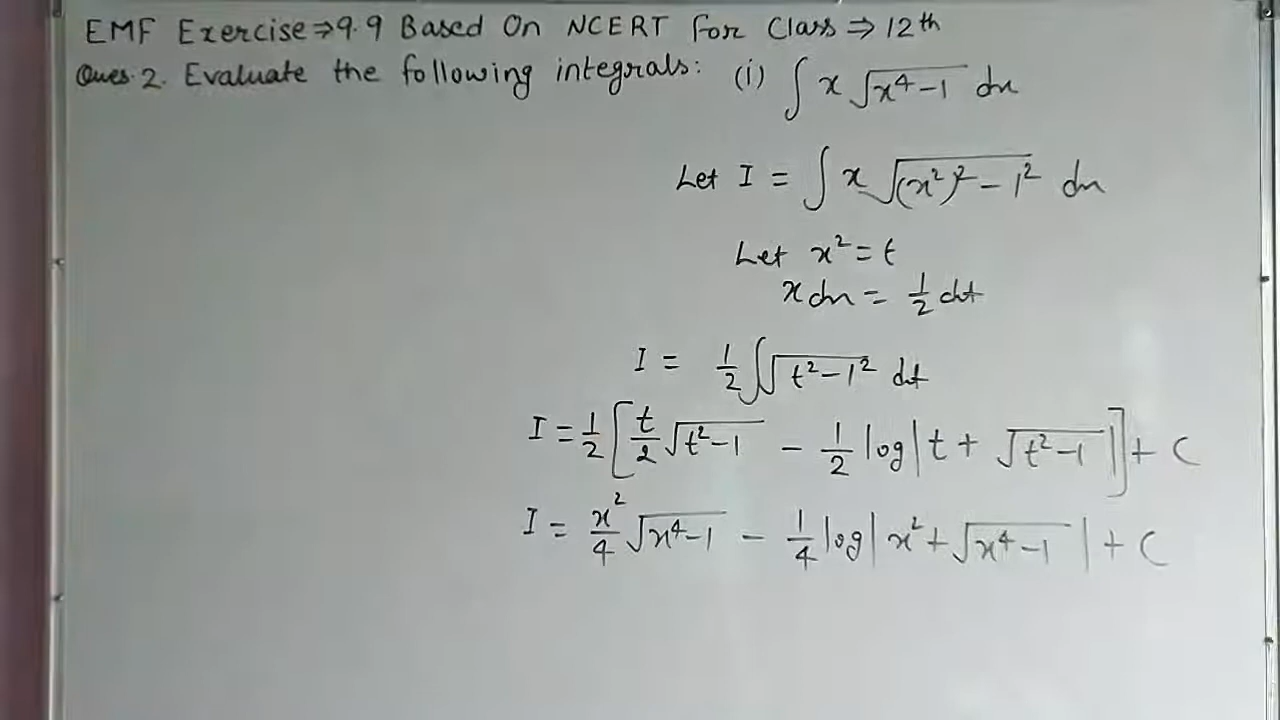 EMF Exercise⇒9.9 Based On NCERT For Class ⇒ 12th
Ques. 2. Evaluate the following integrals: (i) ∫ x √(x⁴-1) dx
Let I = ∫ x √((x²)² - 1²) dx
Let x² = t
x dx = 1/2 dt
I = 1/2 ∫ √(t²-1²) dt
I = 1/2 [ t/2 √(t²-1) - 1/2 log | t + √(t²-1) | ] + C
I = x²/4 √(x⁴-1) - 1/4 log | x² + √(x⁴-1) | + C